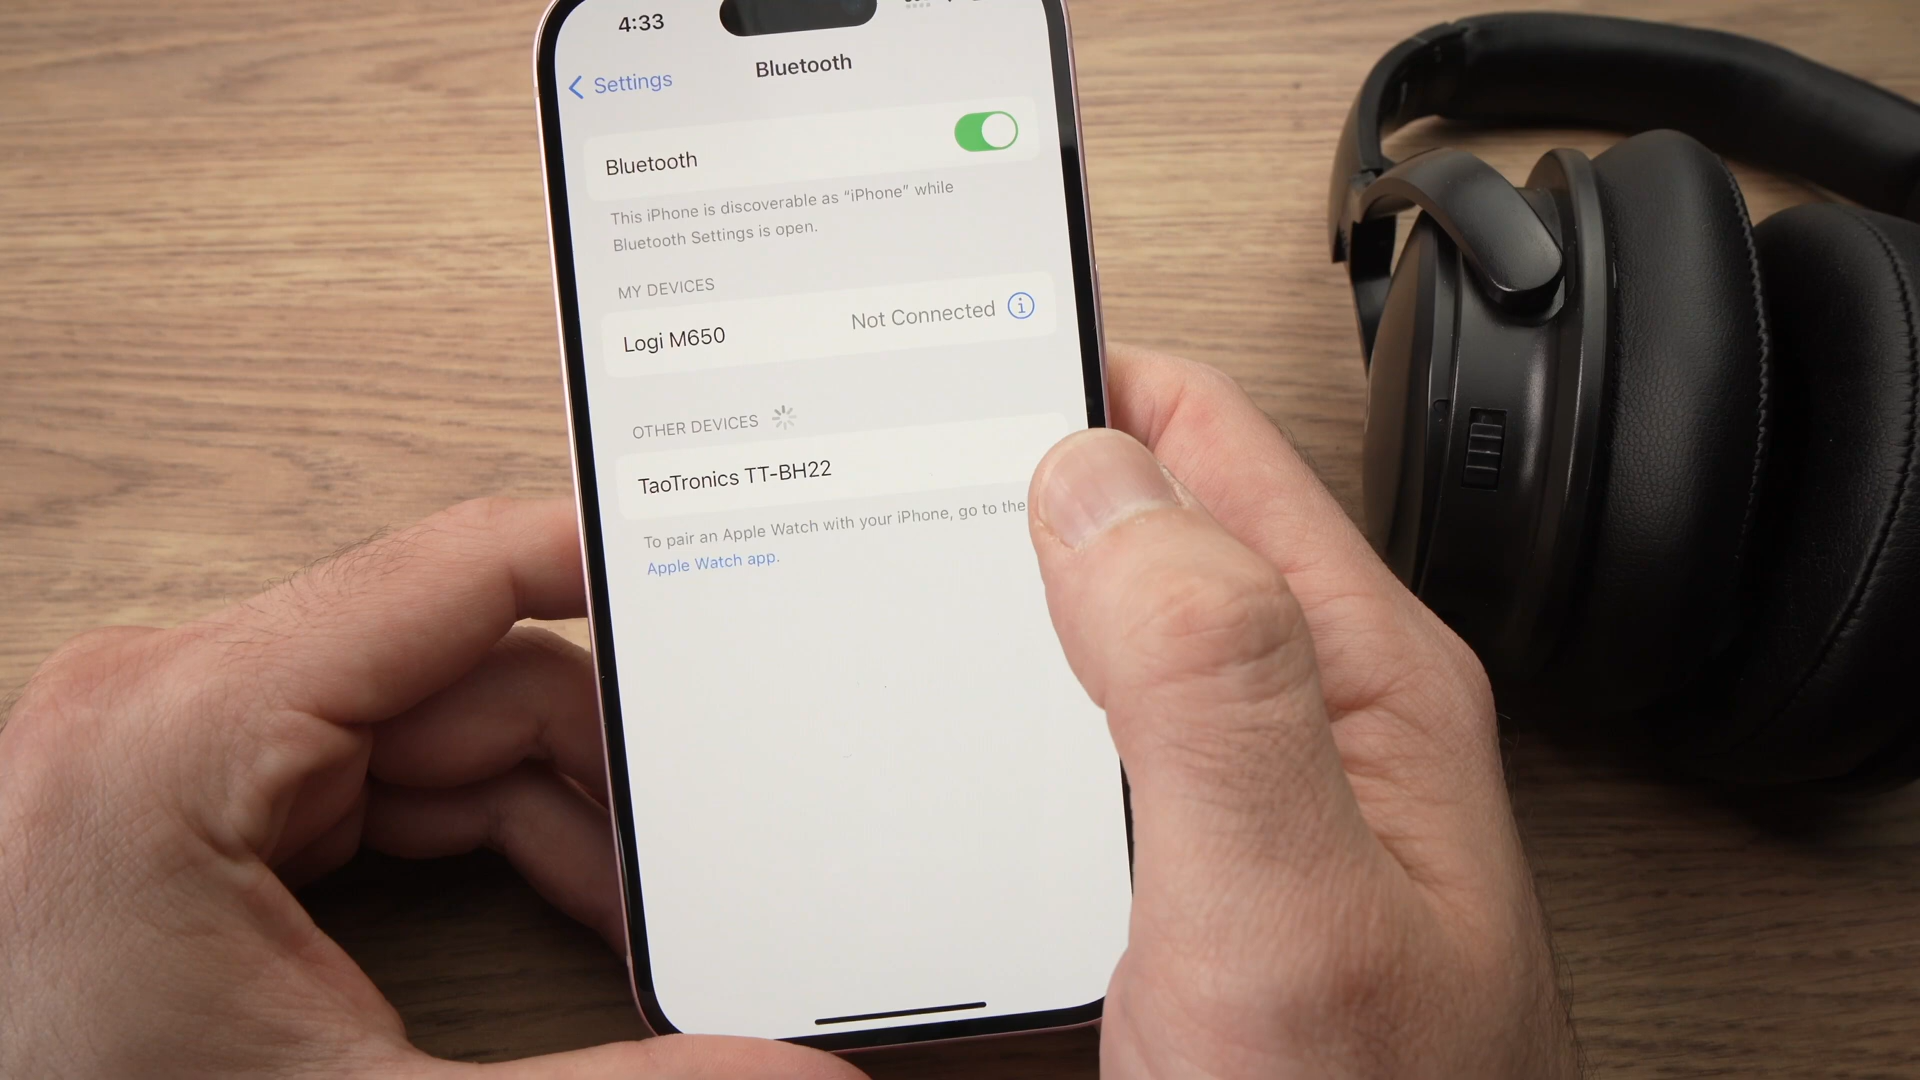 4:33
Settings
Bluetooth
Bluetooth
This iPhone is discoverable as “iPhone” while
Bluetooth Settings is open.
MY DEVICES
Logi M650 Not Connected
OTHER DEVICES
TaoTronics TT-BH22
To pair an Apple Watch with your iPhone, go to the
Apple Watch app.